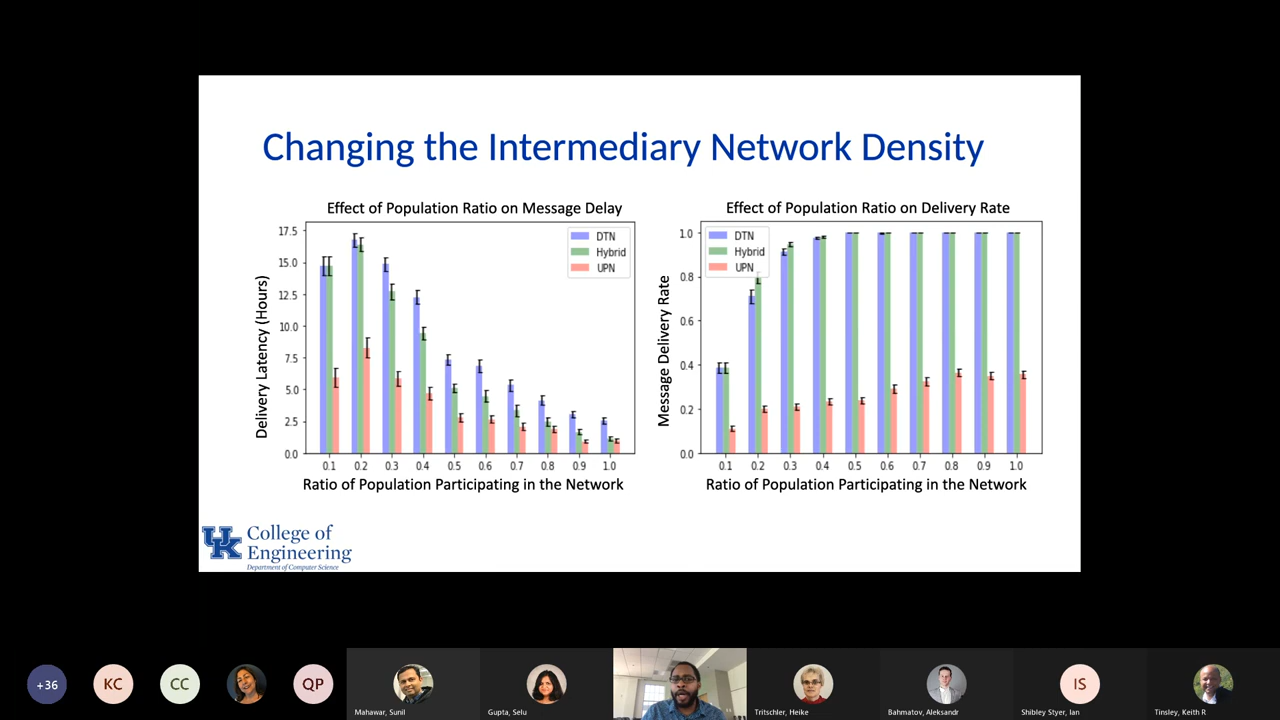 Changing the Intermediary Network Density
Effect of Population Ratio on Message Delay
17.5
15.0
12.5
10.0
7.5
5.0
2.5
0.0
Delivery Latency (Hours)
DTN
Hybrid
UPN
0.1 0.2 0.3 0.4 0.5 0.6 0.7 0.8 0.9 1.0
Ratio of Population Participating in the Network
Effect of Population Ratio on Delivery Rate
1.0
0.8
0.6
0.4
0.2
0.0
Message Delivery Rate
DTN
Hybrid
UPN
0.1 0.2 0.3 0.4 0.5 0.6 0.7 0.8 0.9 1.0
Ratio of Population Participating in the Network
UK
College of
Engineering
Department of Computer Science
+36
KC
CC
QP
Mahawar, Sunil
Gupta, Selu
Tritschler, Heike
Bahmatov, Aleksandr
IS
Shibley Styer, Ian
Tinsley, Keith R